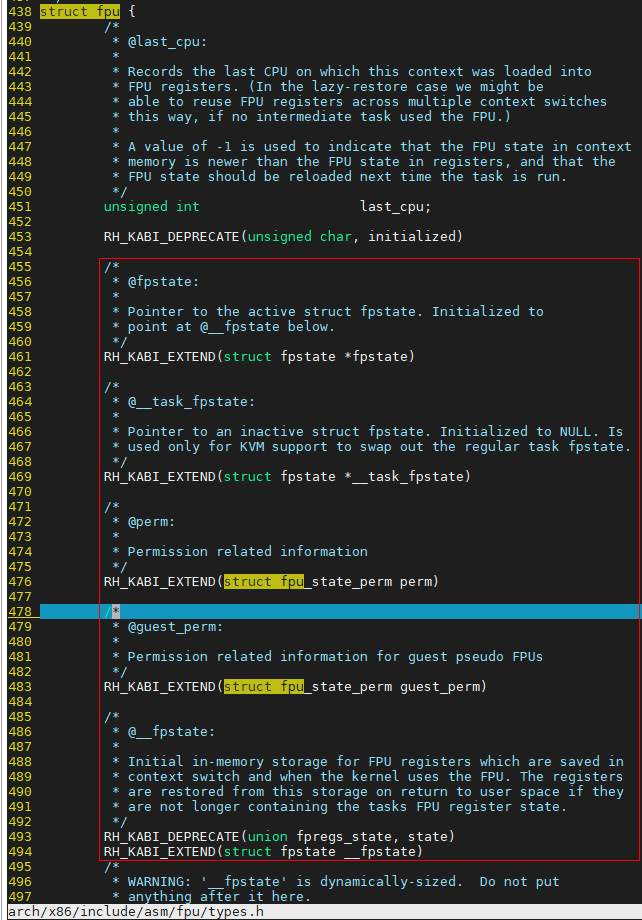 438 struct fpu {
439         /*
440          * @last_cpu:
441          *
442          * Records the last CPU on which this context was loaded into
443          * FPU registers. (In the lazy-restore case we might be
444          * able to reuse FPU registers across multiple context switches
445          * this way, if no intermediate task used the FPU.)
446          *
447          * A value of -1 is used to indicate that the FPU state in context
448          * memory is newer than the FPU state in registers, and that the
449          * FPU state should be reloaded next time the task is run.
450          */
451         unsigned int                    last_cpu;
452
453         RH_KABI_DEPRECATE(unsigned char, initialized)
454
455         /*
456          * @fpstate:
457          *
458          * Pointer to the active struct fpstate. Initialized to
459          * point at @__fpstate below.
460          */
461         RH_KABI_EXTEND(struct fpstate *fpstate)
462
463         /*
464          * @__task_fpstate:
465          *
466          * Pointer to an inactive struct fpstate. Initialized to NULL. Is
467          * used only for KVM support to swap out the regular task fpstate.
468          */
469         RH_KABI_EXTEND(struct fpstate *__task_fpstate)
470
471         /*
472          * @perm:
473          *
474          * Permission related information
475          */
476         RH_KABI_EXTEND(struct fpu_state_perm perm)
477
478         /*
479          * @guest_perm:
480          *
481          * Permission related information for guest pseudo FPUs
482          */
483         RH_KABI_EXTEND(struct fpu_state_perm guest_perm)
484
485         /*
486          * @__fpstate:
487          *
488          * Initial in-memory storage for FPU registers which are saved in
489          * context switch and when the kernel uses the FPU. The registers
490          * are restored from this storage on return to user space if they
491          * are not longer containing the tasks FPU register state.
492          */
493         RH_KABI_DEPRECATE(union fpregs_state, state)
494         RH_KABI_EXTEND(struct fpstate __fpstate)
495         /*
496          * WARNING: '__fpstate' is dynamically-sized.  Do not put
497          * anything after it here.
arch/x86/include/asm/fpu/types.h